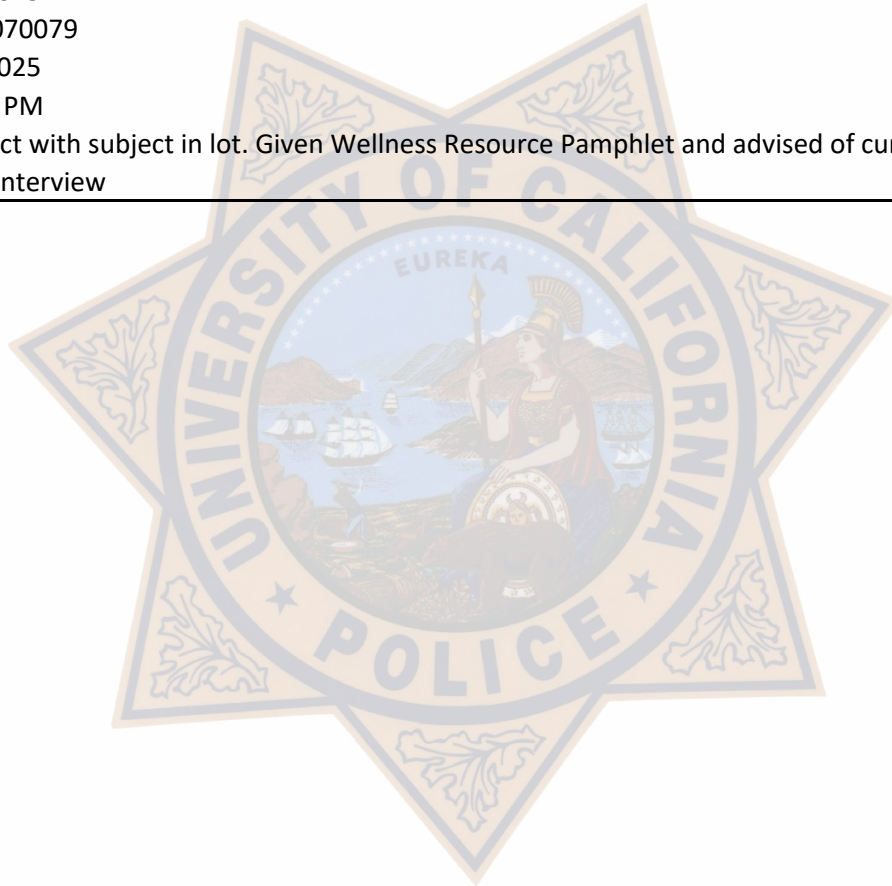 070079
025
PM
ct with subject in lot. Given Wellness Resource Pamphlet and advised of
nterview
UNIVERSITY OF CALIFORNIA
EUREKA
POLICE